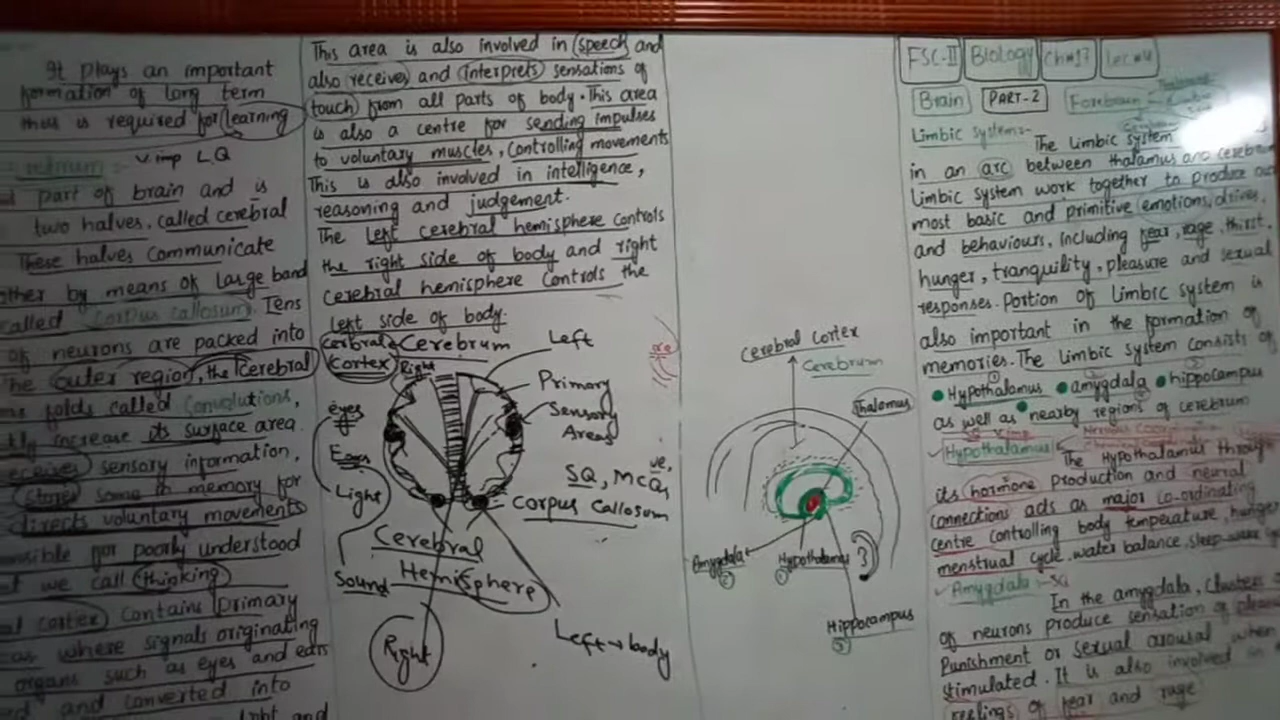 It plays an important
formation of long term
thus is required for learning
V.imp LQ
part of brain and is
two halves, called cerebral
These halves communicate
other by means of large band
called corpus callosum. Tens
of neurons are packed into
the outer region, the cerebral
folds called convolutions,
increase its surface area.
receives sensory information,
store some in memory for
directs voluntary movements
for poorly understood
we call thinking
cortex contains primary
where signals originating
organs such as eyes and ears
and converted into
and
This area is also involved in speech and
also receive and interprets sensations of
touch from all parts of body. This area
is also a centre for sending impulses
to voluntary muscles, controlling movements
This is also involved in intelligence,
reasoning and judgement.
The left cerebral hemisphere controls
the right side of body and right
cerebral hemisphere controls the
left side of body.
Cerebrum
Cortex
Right
Left
Primary
Sensory
Areas
eyes
Ears
Light
Sound
SQ, MCQs
Corpus Callosum
Cerebral
Hemisphere
Right
Left → body
Cerebral Cortex
Cerebrum
Thalamus
Amygdala
Hypothalamus
①
Hippocampus
FSC-II Biology Ch#17 Lec#4
Brain PART-2 Forebrain
Limbic system:- The Limbic system
in an arc between thalamus and cerebrum
Limbic system work together to produce our
most basic and primitive emotions, drives,
and behaviours, including fear, rage, thirst,
hunger, tranquility, pleasure and sexual
responses. Portion of limbic system is
also important in the formation of
memories. The limbic system consists of
• Hypothalamus • amygdala • hippocampus
as well as nearby regions of cerebrum
Hypothalamus The Hypothalamus through
its hormone production and neural
connections acts as major co-ordinating
centre controlling body temperature, hunger
menstrual cycle, water balance, sleep-wake
Amygdala:-
In the amygdala, clusters
of neurons produce sensation of
Punishment or sexual arousal when
stimulated. It is also involved in
feelings of fear and rage